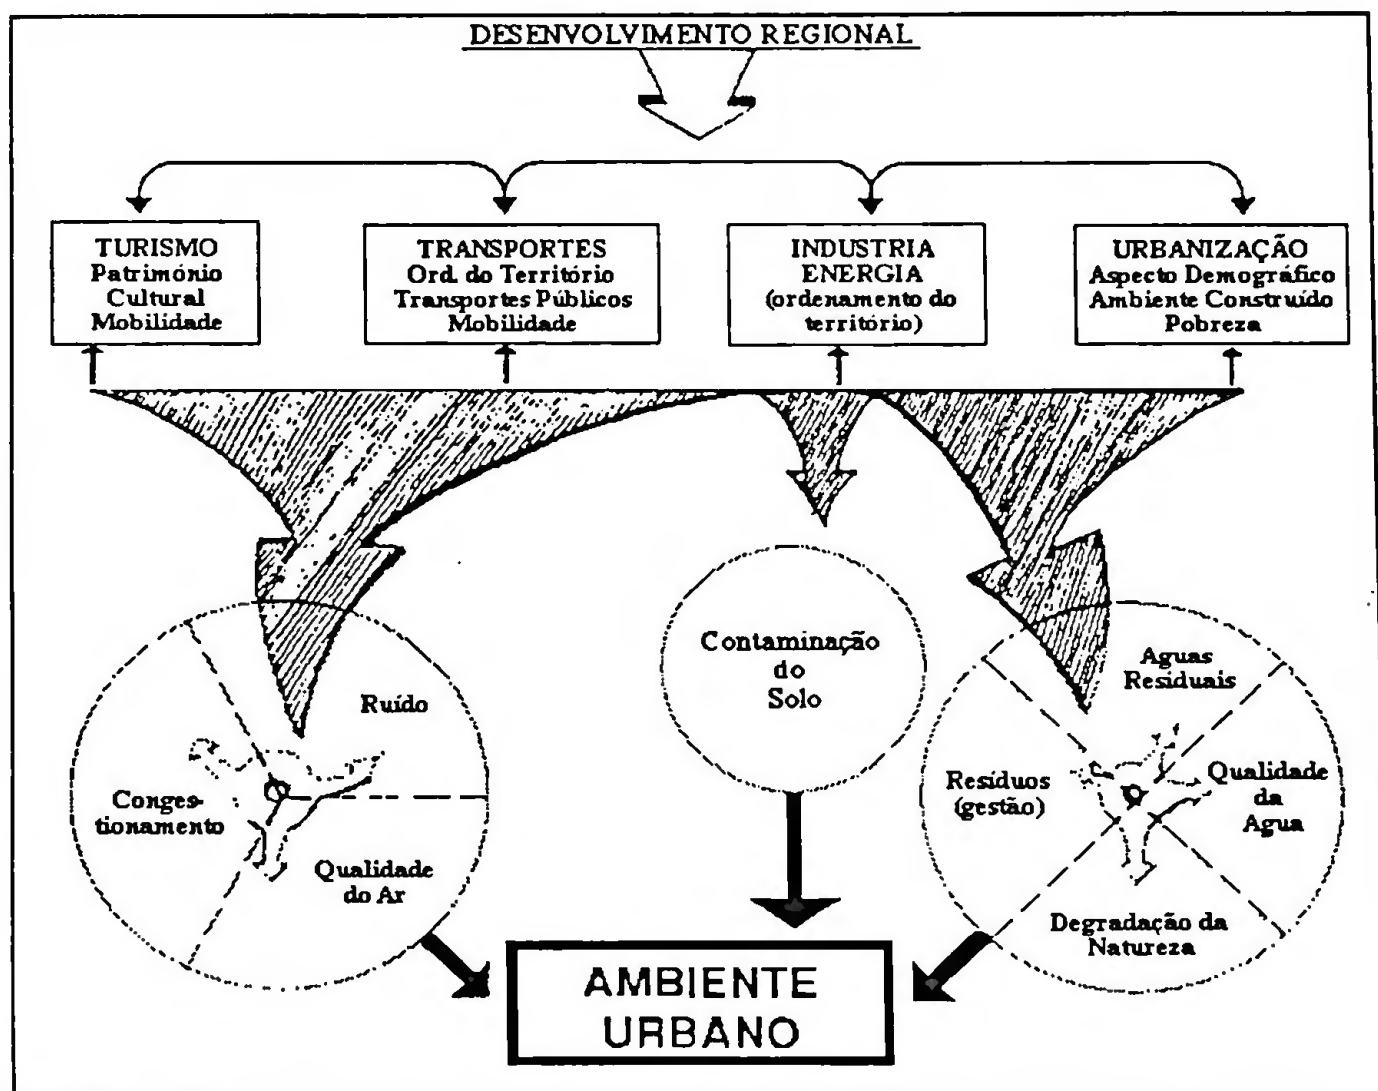 DESENVOLVIMENTO REGIONAL
TURISMO
Património
Cultural
Mobilidade
TRANSPORTES
Ord. do Território
Transportes Públicos
Mobilidade
INDUSTRIA
ENERGIA
(ordenamento do
território)
URBANIZAÇÃO
Aspecto Demográfico
Ambiente Construído
Pobreza
Ruído
Conges-
tionamento
Qualidade
do Ar
Contaminação
do
Solo
Aguas
Residuais
Resíduos
(gestão)
Qualidade
da
Agua
Degradação da
Natureza
AMBIENTE
URBANO